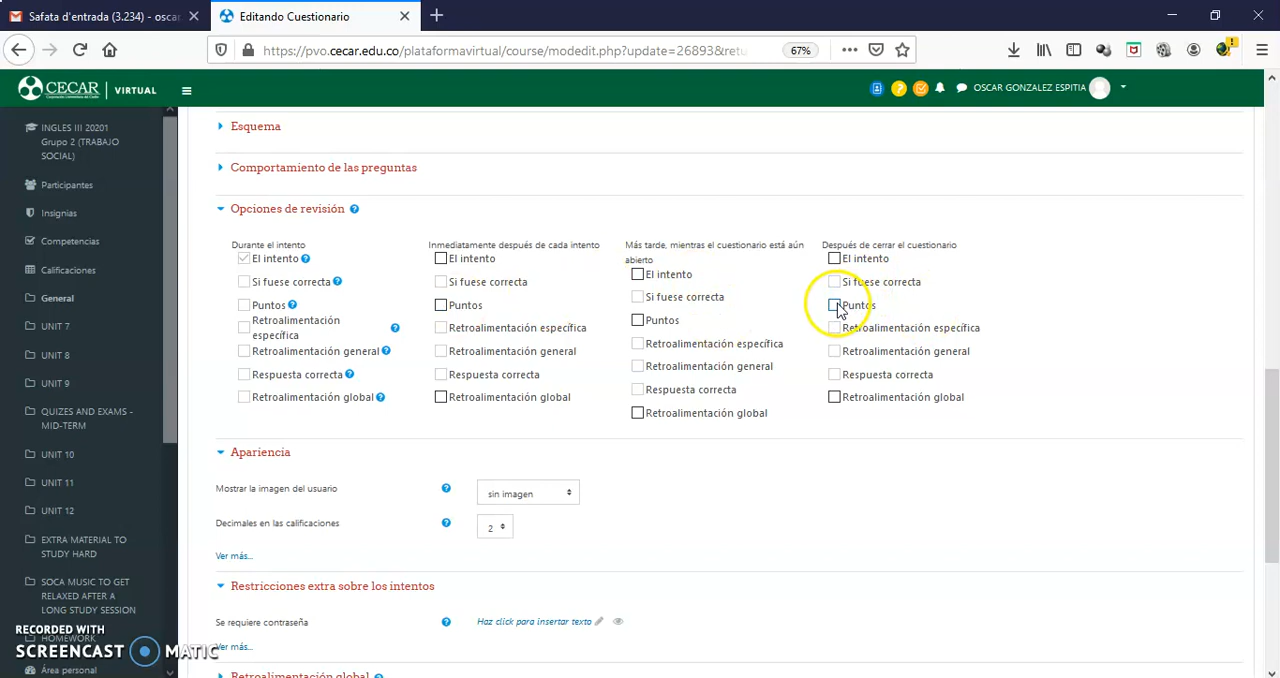 Safata d'entrada (3.234) - oscar
Editando Cuestionario
https://pvo.cecar.edu.co/plataformavirtual/course/modedit.php?update=26893&retu
67%
CECAR | VIRTUAL
OSCAR GONZALEZ ESPITIA
INGLES III 20201
Grupo 2 (TRABAJO
SOCIAL)
Participantes
Insignias
Competencias
Calificaciones
General
UNIT 7
UNIT 8
UNIT 9
QUIZES AND EXAMS -
MID-TERM
UNIT 10
UNIT 11
UNIT 12
EXTRA MATERIAL TO
STUDY HARD
SOCA MUSIC TO GET
RELAXED AFTER A
LONG STUDY SESSION
HOMEWORK
Área personal
RECORDED WITH
SCREENCAST MATIC
Esquema
Comportamiento de las preguntas
Opciones de revisión
Durante el intento
El intento
Si fuese correcta
Puntos
Retroalimentación
específica
Retroalimentación general
Respuesta correcta
Retroalimentación global
Inmediatamente después de cada intento
El intento
Si fuese correcta
Puntos
Retroalimentación específica
Retroalimentación general
Respuesta correcta
Retroalimentación global
Más tarde, mientras el cuestionario está aún
abierto
El intento
Si fuese correcta
Puntos
Retroalimentación específica
Retroalimentación general
Respuesta correcta
Retroalimentación global
Después de cerrar el cuestionario
El intento
Si fuese correcta
Puntos
Retroalimentación específica
Retroalimentación general
Respuesta correcta
Retroalimentación global
Apariencia
Mostrar la imagen del usuario
sin imagen
Decimales en las calificaciones
2
Ver más...
Restricciones extra sobre los intentos
Se requiere contraseña
Haz click para insertar texto
Ver más...
Retroalimentación global